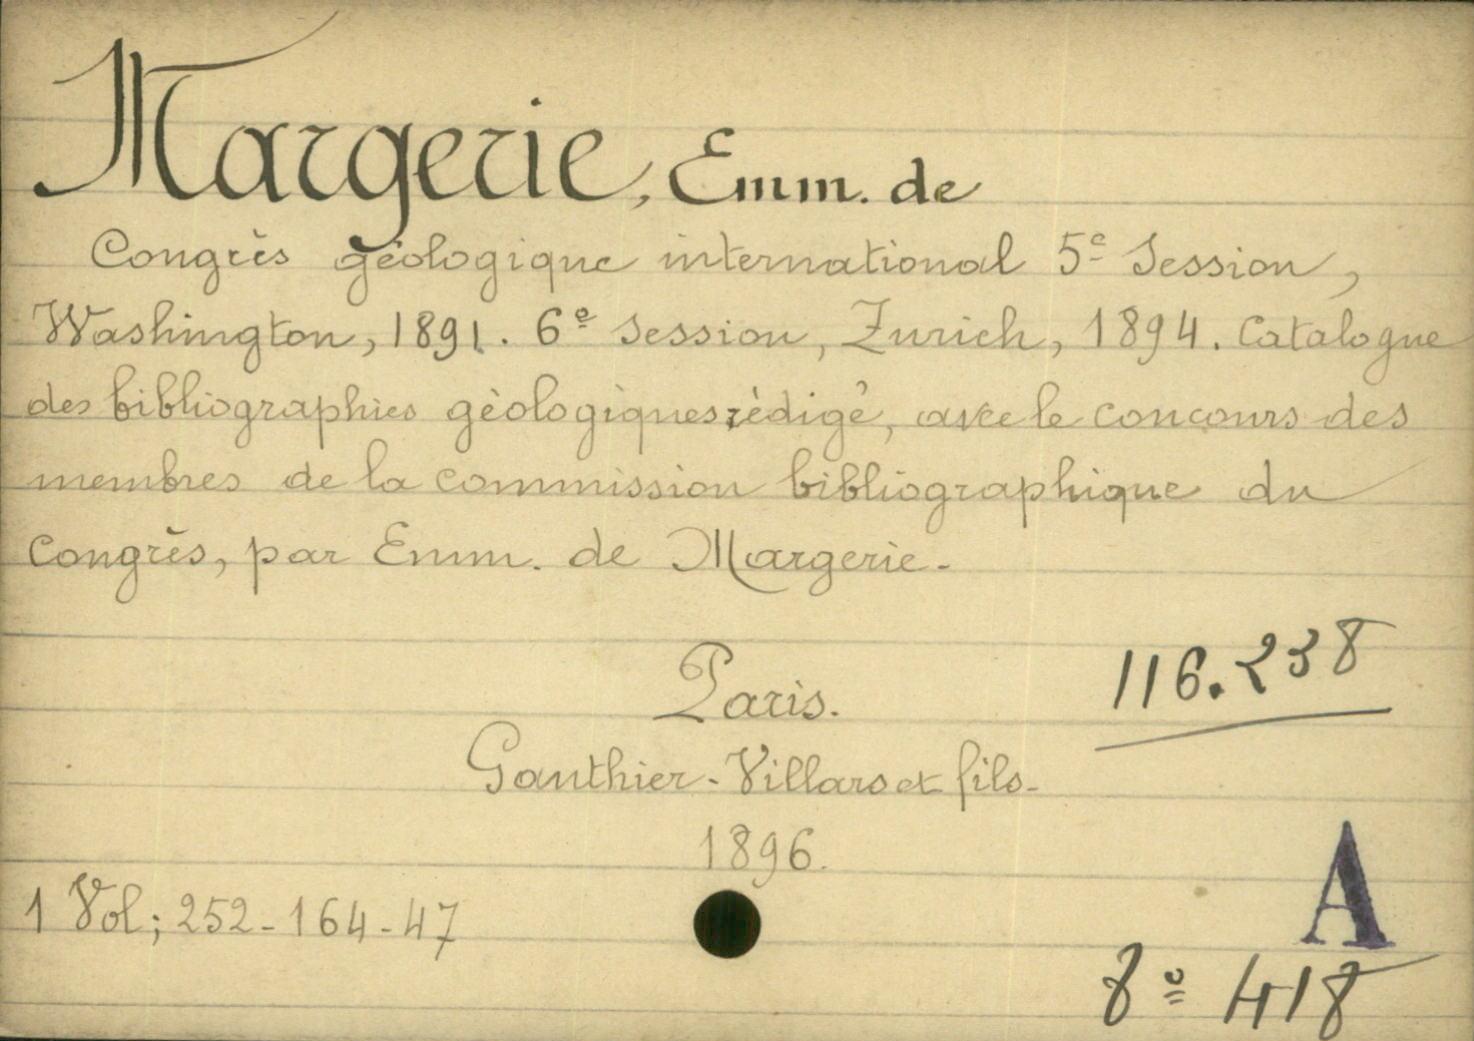 Margerie, Emm. de
Congrès géologique international 5e Session,
Washington, 1891. 6e Session, Zurich, 1894. Catalogue
des bibliographies géologiques, rédigé, avec le concours des
membres de la commission bibliographique du
Congrès, par Emm. de Margerie.
Paris.
116.238
Gauthier-Villars et fils.
1896.
A
1 Vol; 252-164-47
8e 418